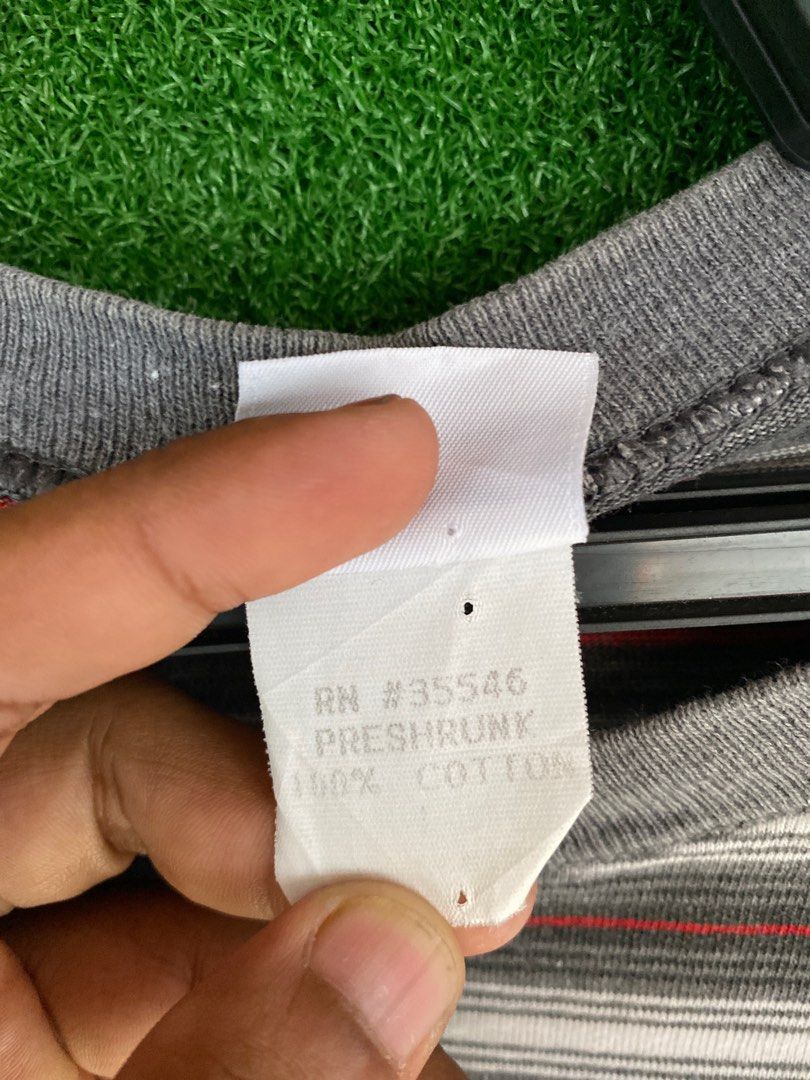 RN #35546
PRESHRUNK
100% COTTON